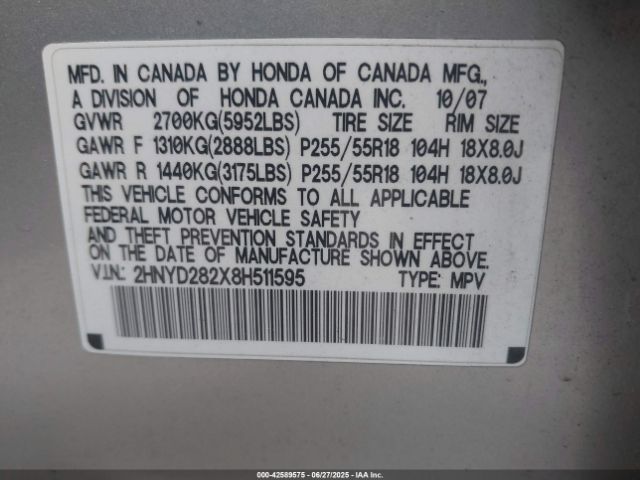 MFD. IN CANADA BY HONDA OF CANADA MFG.,
A DIVISION OF HONDA CANADA INC. 10/07
GVWR 2700KG(5952LBS) TIRE SIZE RIM SIZE
GAWR F 1310KG(2888LBS) P255/55R18 104H 18X8.0J
GAWR R 1440KG(3175LBS) P255/55R18 104H 18X8.0J
THIS VEHICLE CONFORMS TO ALL APPLICABLE
FEDERAL MOTOR VEHICLE SAFETY
AND THEFT PREVENTION STANDARDS IN EFFECT
ON THE DATE OF MANUFACTURE SHOWN ABOVE.
V.I.N.: 2HNYD282X8H511595 TYPE: MPV
000-42589575 - 06/27/2025 - IAA Inc.